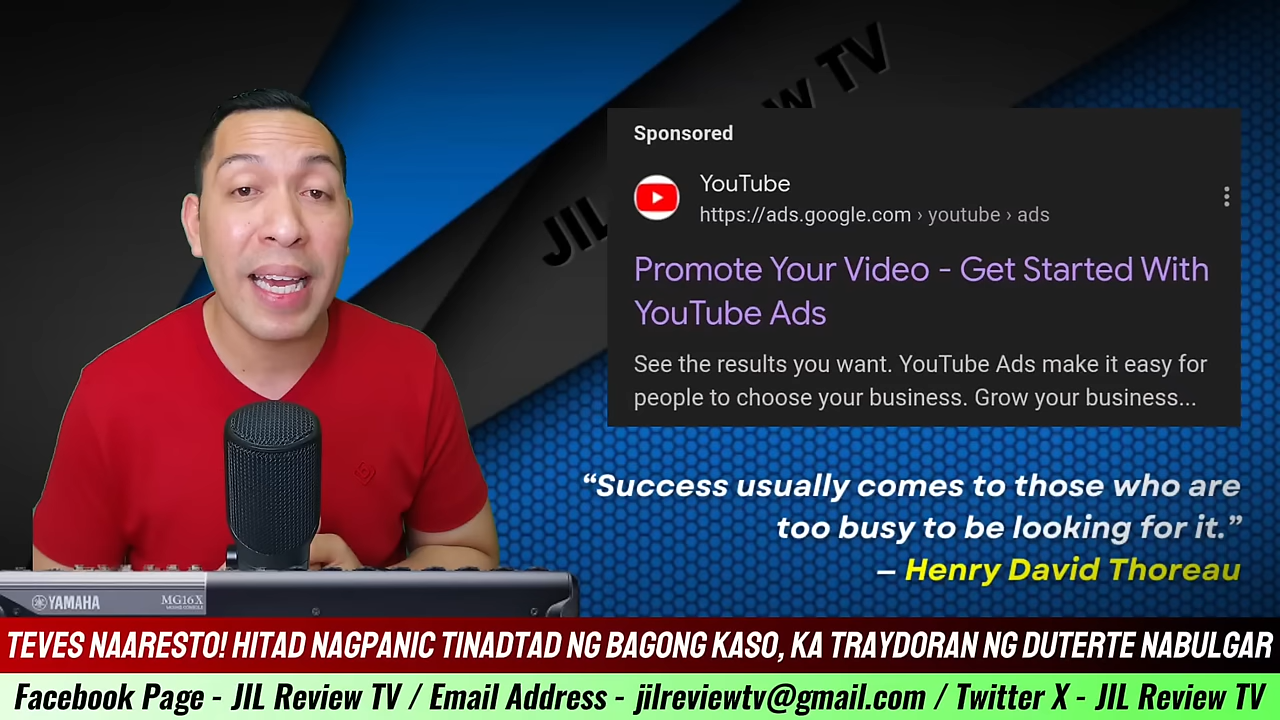 JIL
w TV
Sponsored
YouTube
https://ads.google.com › youtube › ads
Promote Your Video - Get Started With
YouTube Ads
See the results you want. YouTube Ads make it easy for
people to choose your business. Grow your business...
“Success usually comes to those who are
too busy to be looking for it.”
– Henry David Thoreau
YAMAHA
MG16X
TEVES NAARESTO! HITAD NAGPANIC TINADTAD NG BAGONG KASO, KA TRAYDORAN NG DUTERTE NABULGAR
Facebook Page - JIL Review TV / Email Address - jilreviewtv@gmail.com / Twitter X - JIL Review TV